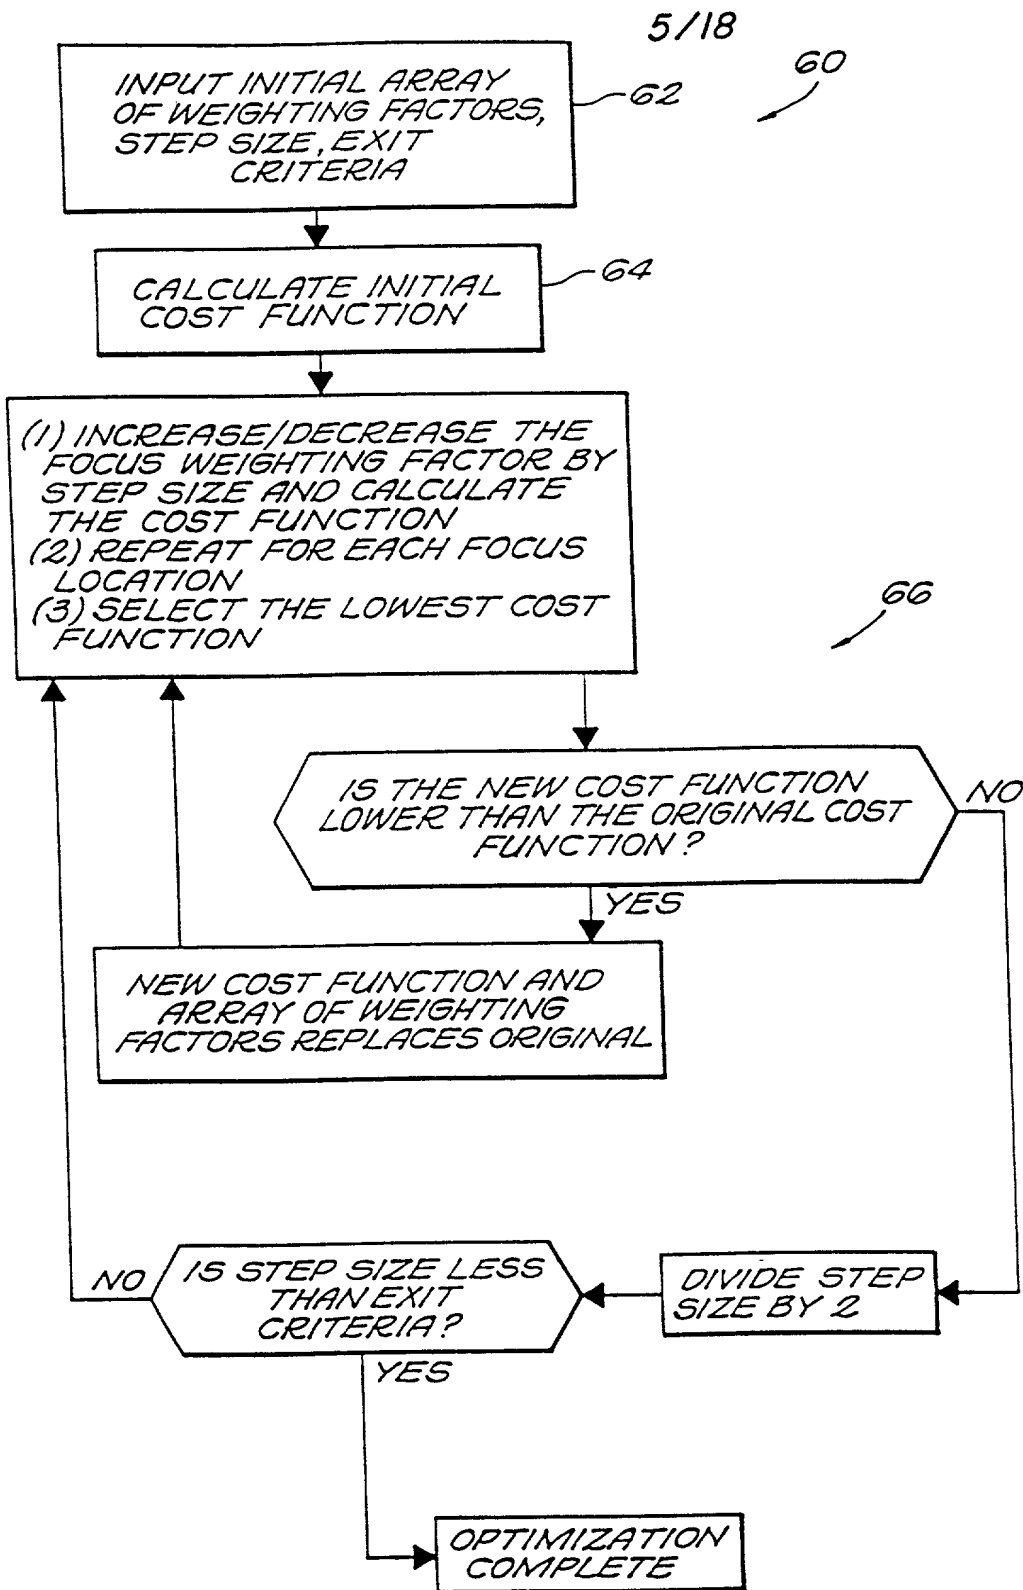 5/18
60
INPUT INITIAL ARRAY
OF WEIGHTING FACTORS,
STEP SIZE, EXIT
CRITERIA
62
CALCULATE INITIAL
COST FUNCTION
64
(1) INCREASE/DECREASE THE
FOCUS WEIGHTING FACTOR BY
STEP SIZE AND CALCULATE
THE COST FUNCTION
(2) REPEAT FOR EACH FOCUS
LOCATION
(3) SELECT THE LOWEST COST
FUNCTION
66
IS THE NEW COST FUNCTION
LOWER THAN THE ORIGINAL COST
FUNCTION?
NO
YES
NEW COST FUNCTION AND
ARRAY OF WEIGHTING
FACTORS REPLACES ORIGINAL
NO
IS STEP SIZE LESS
THAN EXIT
CRITERIA?
DIVIDE STEP
SIZE BY 2
YES
OPTIMIZATION
COMPLETE